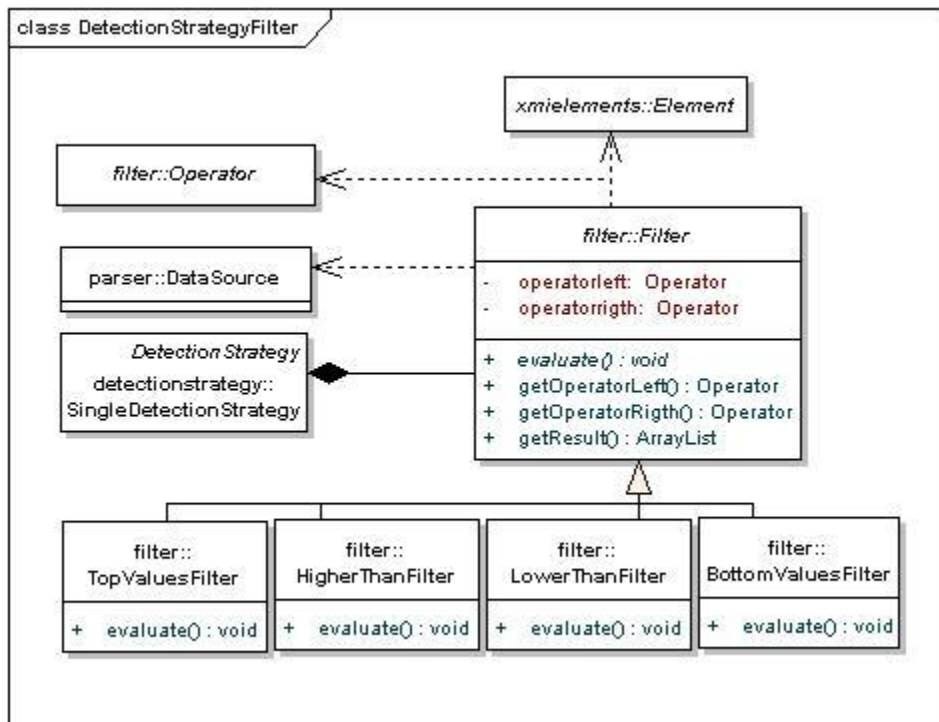 class DetectionStrategyFilter
xmielements::Element
filter::Operator
filter::Filter
- operatorleft: Operator
- operatorrigth: Operator
+ evaluate() : void
+ getOperatorLeft() : Operator
+ getOperatorRigth() : Operator
+ getResult() : ArrayList
parser::DataSource
DetectionStrategy
detectionstrategy::
SingleDetectionStrategy
filter::
TopValuesFilter
+ evaluate() : void
filter::
HigherThanFilter
+ evaluate() : void
filter::
LowerThanFilter
+ evaluate() : void
filter::
BottomValuesFilter
+ evaluate() : void